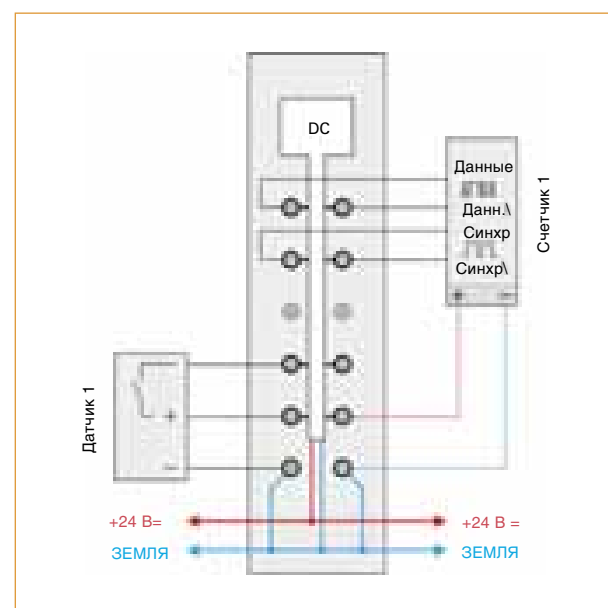 DC
Данные
Данн.\
Синхр
Синхр\
Счетчик 1
Датчик 1
+
−
+24 В=
+24 В =
ЗЕМЛЯ
ЗЕМЛЯ